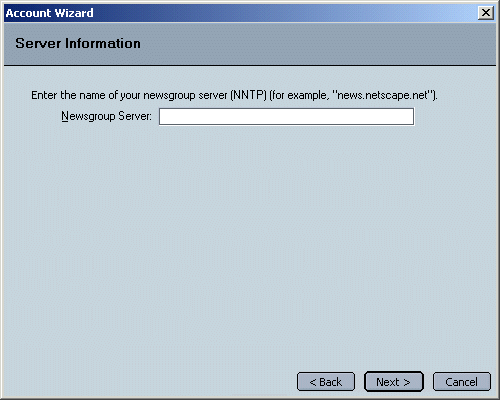 Account Wizard
Server Information
Enter the name of your newsgroup server (NNTP) (for example, "news.netscape.net").
Newsgroup Server:
< Back Next > Cancel